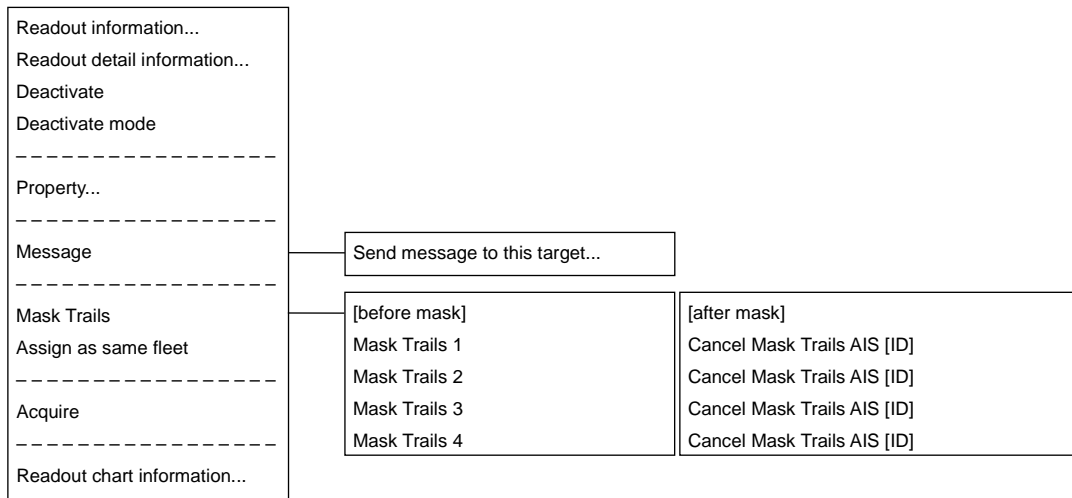 Readout information...
Readout detail information...
Deactivate
Deactivate mode
Property...
Message
Send message to this target...
Mask Trails
Assign as same fleet
Acquire
Readout chart information...
[before mask]
Mask Trails 1
Mask Trails 2
Mask Trails 3
Mask Trails 4
[after mask]
Cancel Mask Trails AIS [ID]
Cancel Mask Trails AIS [ID]
Cancel Mask Trails AIS [ID]
Cancel Mask Trails AIS [ID]